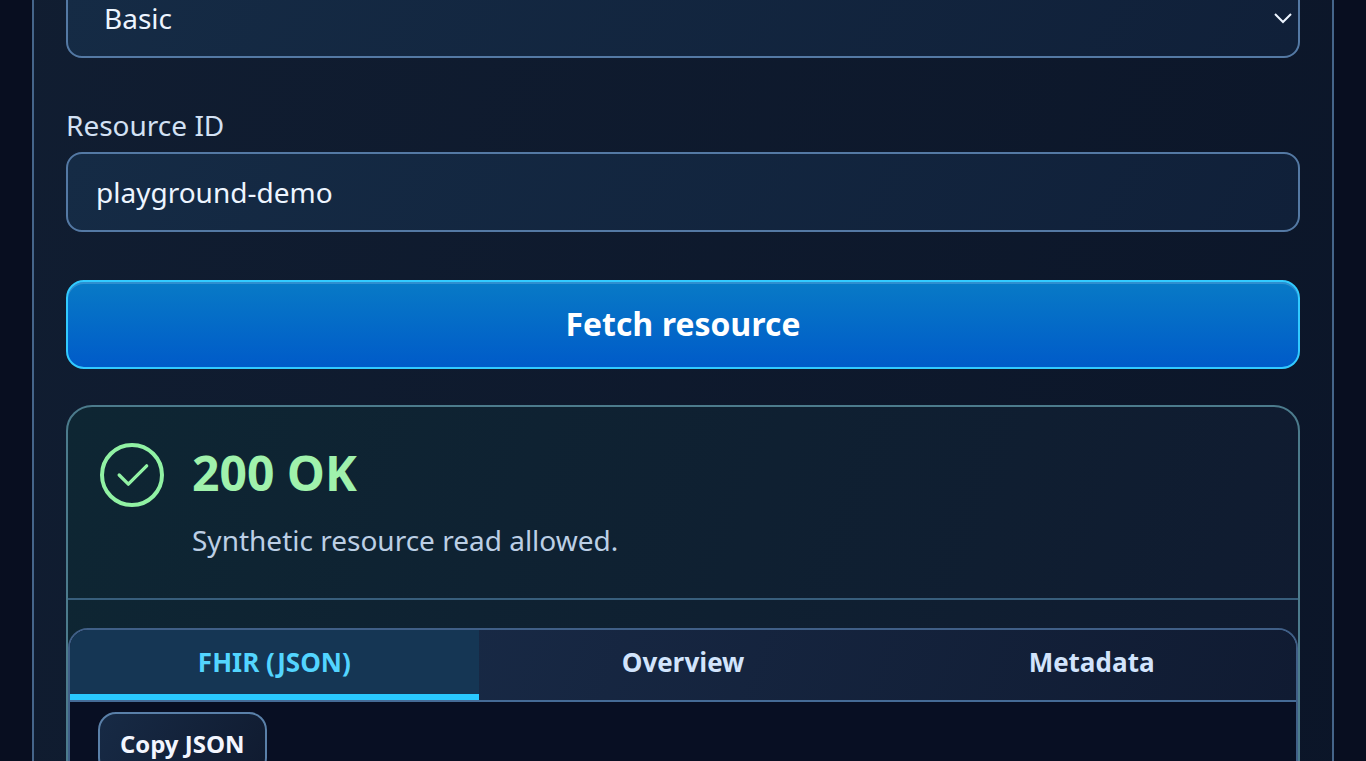 Basic
Resource ID
playground-demo
Fetch resource
200 OK
Synthetic resource read allowed.
FHIR (JSON) Overview Metadata
Copy JSON